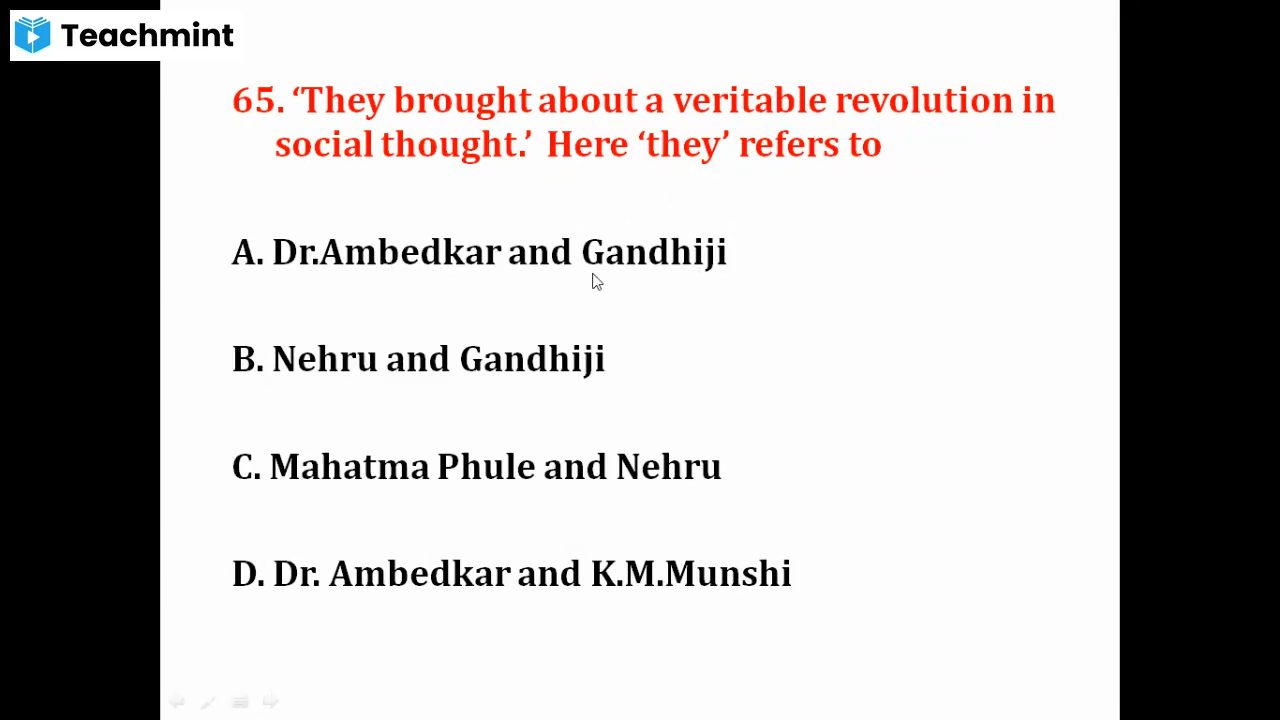 Teachmint
65. ‘They brought about a veritable revolution in
social thought.’ Here ‘they’ refers to
A. Dr.Ambedkar and Gandhiji
B. Nehru and Gandhiji
C. Mahatma Phule and Nehru
D. Dr. Ambedkar and K.M.Munshi